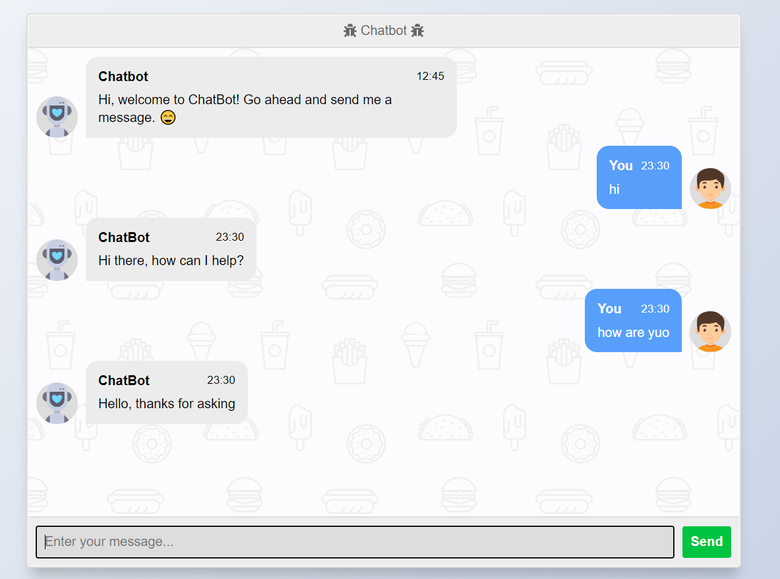 Chatbot
Chatbot 12:45
Hi, welcome to ChatBot! Go ahead and send me a
message. 😄
You 23:30
hi
ChatBot 23:30
Hi there, how can I help?
You 23:30
how are yuo
ChatBot 23:30
Hello, thanks for asking
Enter your message...
Send